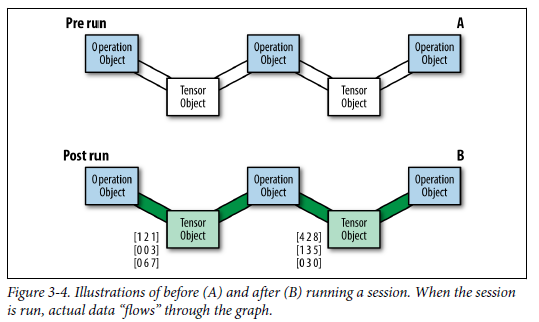 Pre run
A
Operation
Object
Operation
Object
Operation
Object
Tensor
Object
Tensor
Object
Post run
B
Operation
Object
Operation
Object
Operation
Object
Tensor
Object
Tensor
Object
[1 2 1]
[0 0 3]
[0 6 7]
[4 2 8]
[1 3 5]
[0 3 0]
Figure 3-4. Illustrations of before (A) and after (B) running a session. When the session
is run, actual data “flows” through the graph.